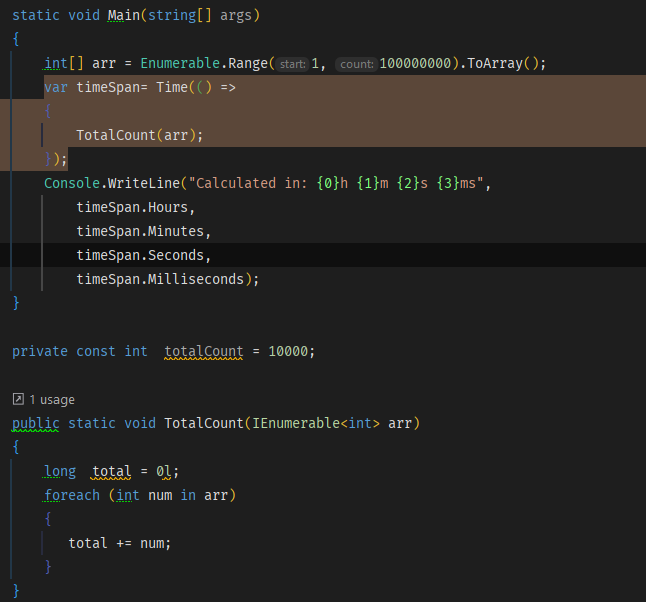 static void Main(string[] args)
{
    int[] arr = Enumerable.Range( start: 1, count: 100000000).ToArray();
    var timeSpan= Time(() =>
    {
        TotalCount(arr);
    });
    Console.WriteLine("Calculated in: {0}h {1}m {2}s {3}ms",
        timeSpan.Hours,
        timeSpan.Minutes,
        timeSpan.Seconds,
        timeSpan.Milliseconds);
}
private const int  totalCount = 10000;
1 usage
public static void TotalCount(IEnumerable<int> arr)
{
    long  total = 0l;
    foreach (int num in arr)
    {
       total += num;
    }
}